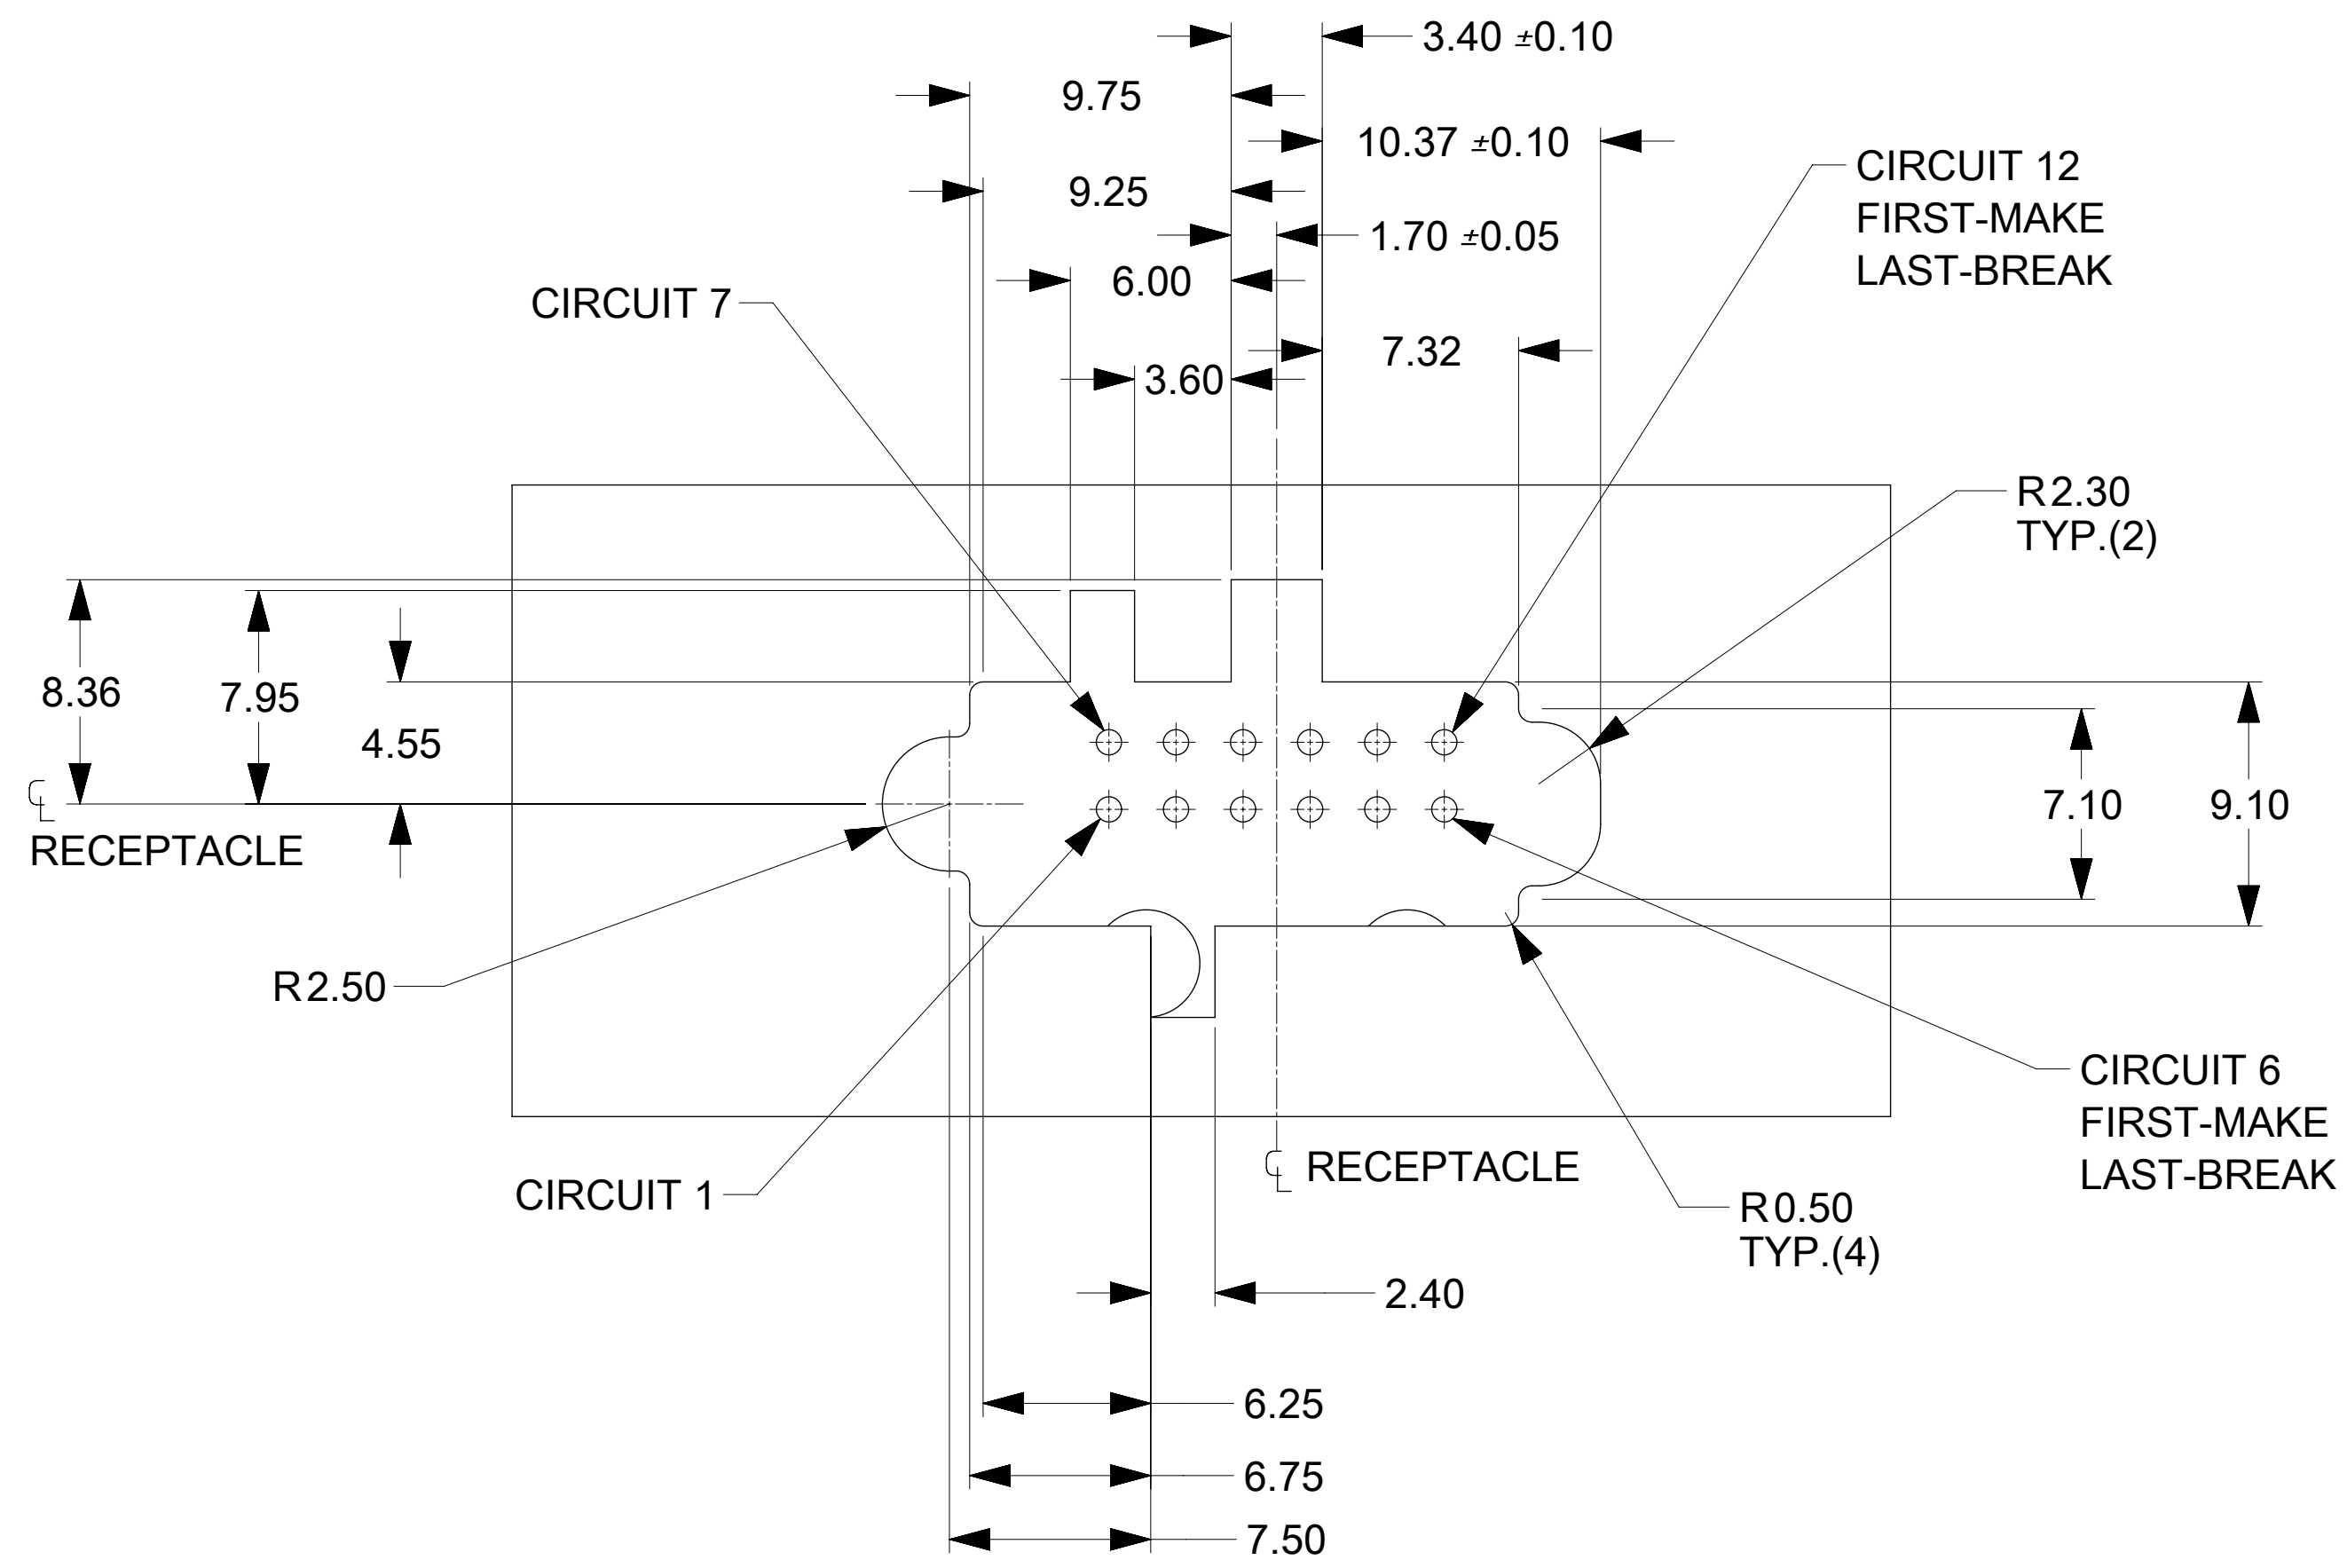 3.40 ±0.10
9.75
10.37 ±0.10
CIRCUIT 12
FIRST-MAKE
LAST-BREAK
9.25
1.70 ±0.05
6.00
CIRCUIT 7
7.32
3.60
R2.30
TYP.(2)
8.36
7.95
4.55
7.10
9.10
℄
RECEPTACLE
R2.50
CIRCUIT 6
FIRST-MAKE
LAST-BREAK
℄ RECEPTACLE
CIRCUIT 1
R0.50
TYP.(4)
2.40
6.25
6.75
7.50